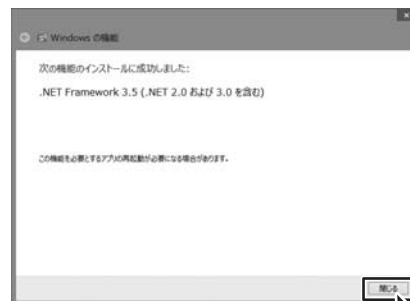 Windows の機能
次の機能のインストールに成功しました:
.NET Framework 3.5 (.NET 2.0 および 3.0 を含む)
この機能を必要とするアプリの再起動が必要になる場合があります。
閉じる